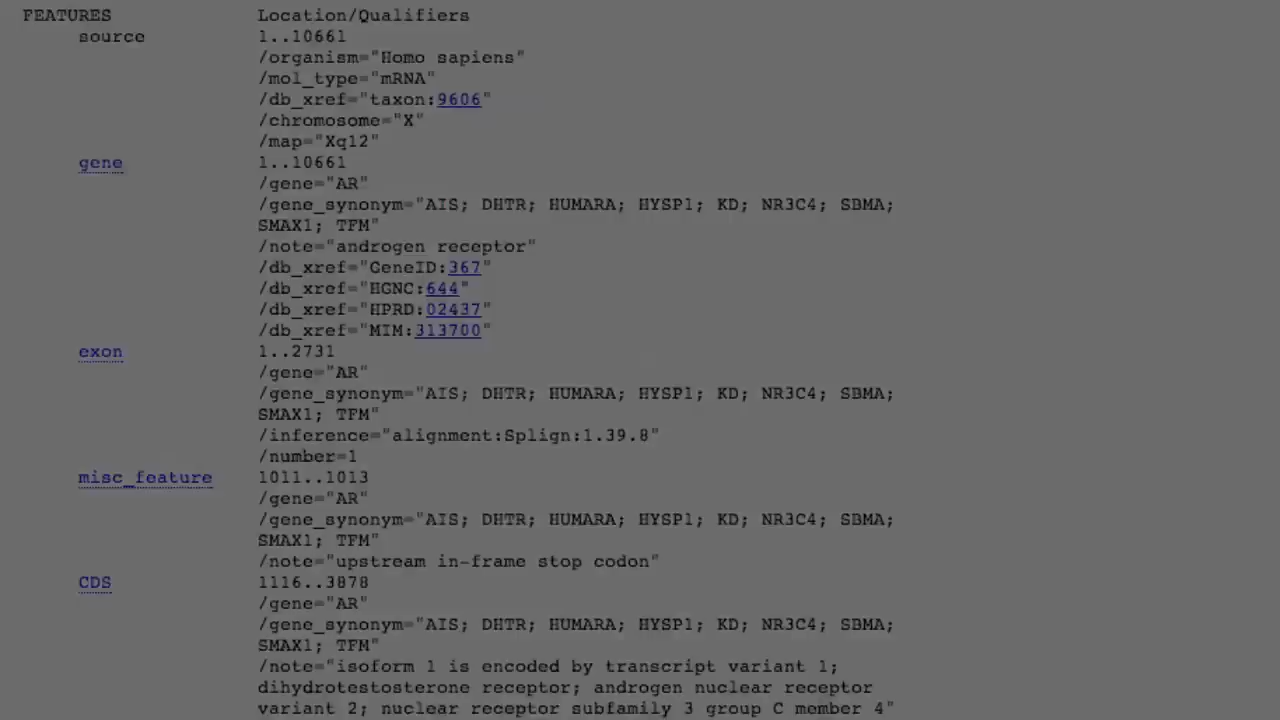 FEATURES Location/Qualifiers
source 1..10661
/organism="Homo sapiens"
/mol_type="mRNA"
/db_xref="taxon:9606"
/chromosome="X"
/map="Xq12"
gene 1..10661
/gene="AR"
/gene_synonym="AIS; DHTR; HUMARA; HYSP1; KD; NR3C4; SBMA;
SMAX1; TFM"
/note="androgen receptor"
/db_xref="GeneID:367"
/db_xref="HGNC:644"
/db_xref="HPRD:02437"
/db_xref="MIM:313700"
exon 1..2731
/gene="AR"
/gene_synonym="AIS; DHTR; HUMARA; HYSP1; KD; NR3C4; SBMA;
SMAX1; TFM"
/inference="alignment:Splign:1.39.8"
/number=1
misc_feature 1011..1013
/gene="AR"
/gene_synonym="AIS; DHTR; HUMARA; HYSP1; KD; NR3C4; SBMA;
SMAX1; TFM"
/note="upstream in-frame stop codon"
CDS 1116..3878
/gene="AR"
/gene_synonym="AIS; DHTR; HUMARA; HYSP1; KD; NR3C4; SBMA;
SMAX1; TFM"
/note="isoform 1 is encoded by transcript variant 1;
dihydrotestosterone receptor; androgen nuclear receptor
variant 2; nuclear receptor subfamily 3 group C member 4"